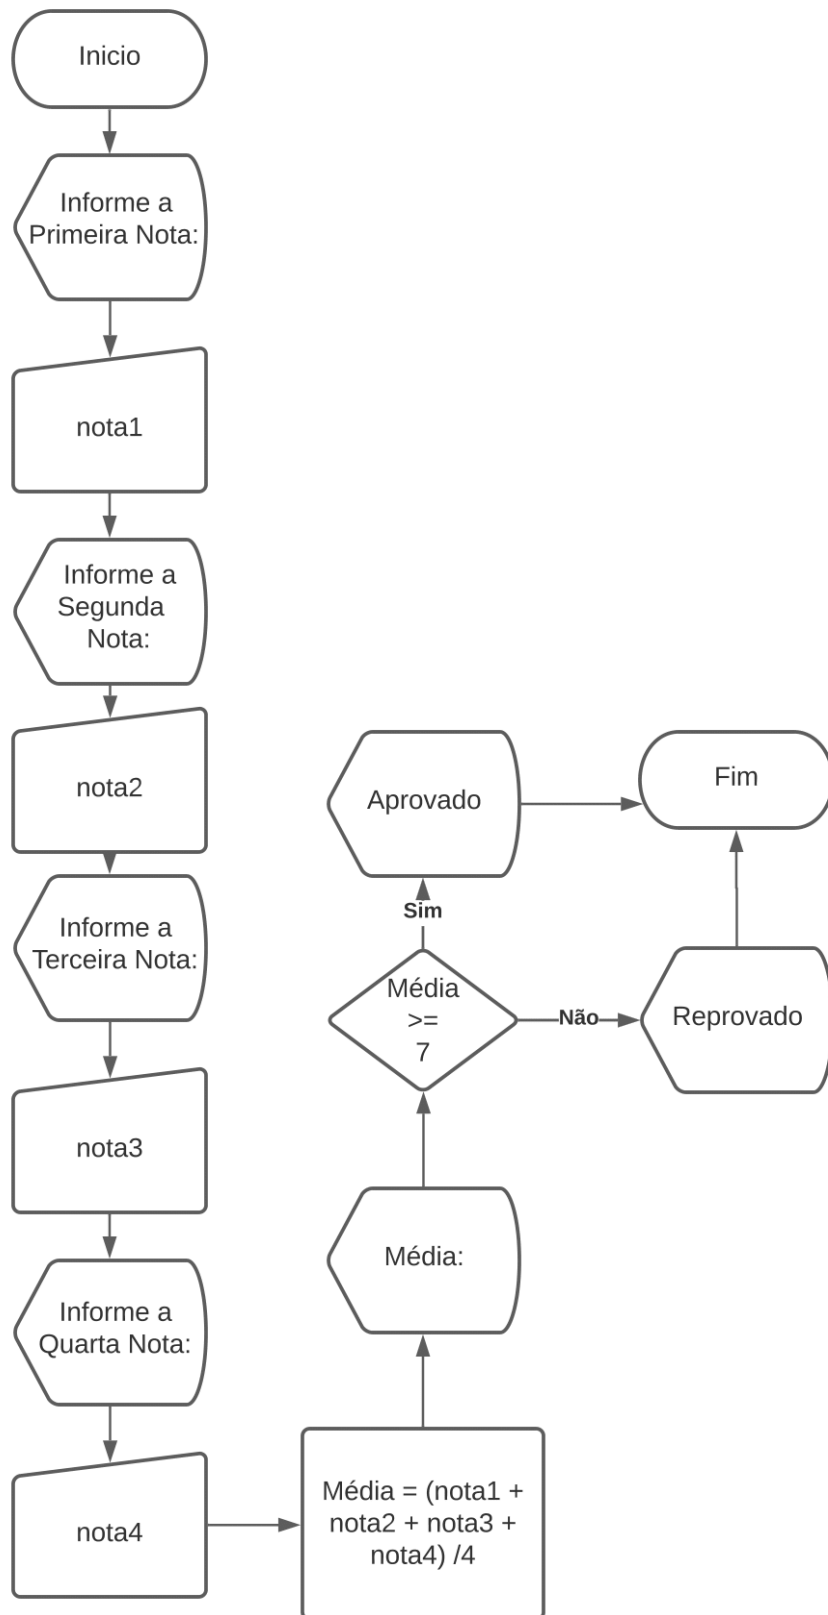 Inicio
Informe a
Primeira Nota:
nota1
Informe a
Segunda
Nota:
nota2
Informe a
Terceira Nota:
nota3
Informe a
Quarta Nota:
nota4
Média = (nota1 +
nota2 + nota3 +
nota4) /4
Média:
Média
>=
7
Sim
Aprovado
Não
Reprovado
Fim